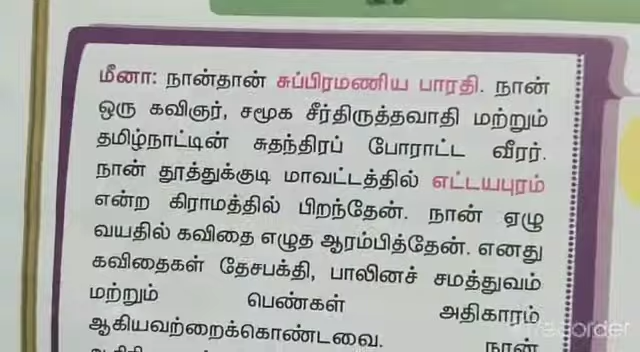 மீனா: நான்தான் சுப்பிரமணிய பாரதி. நான்
ஒரு கவிஞர், சமூக சீர்திருத்தவாதி மற்றும்
தமிழ்நாட்டின் சுதந்திரப் போராட்ட வீரர்.
நான் தூத்துக்குடி மாவட்டத்தில் எட்டயபுரம்
என்ற கிராமத்தில் பிறந்தேன். நான் ஏழு
வயதில் கவிதை எழுத ஆரம்பித்தேன். எனது
கவிதைகள் தேசபக்தி, பாலினச் சமத்துவம்
மற்றும் பெண்கள் அதிகாரம்
ஆகியவற்றைக்கொண்டவை. நான்